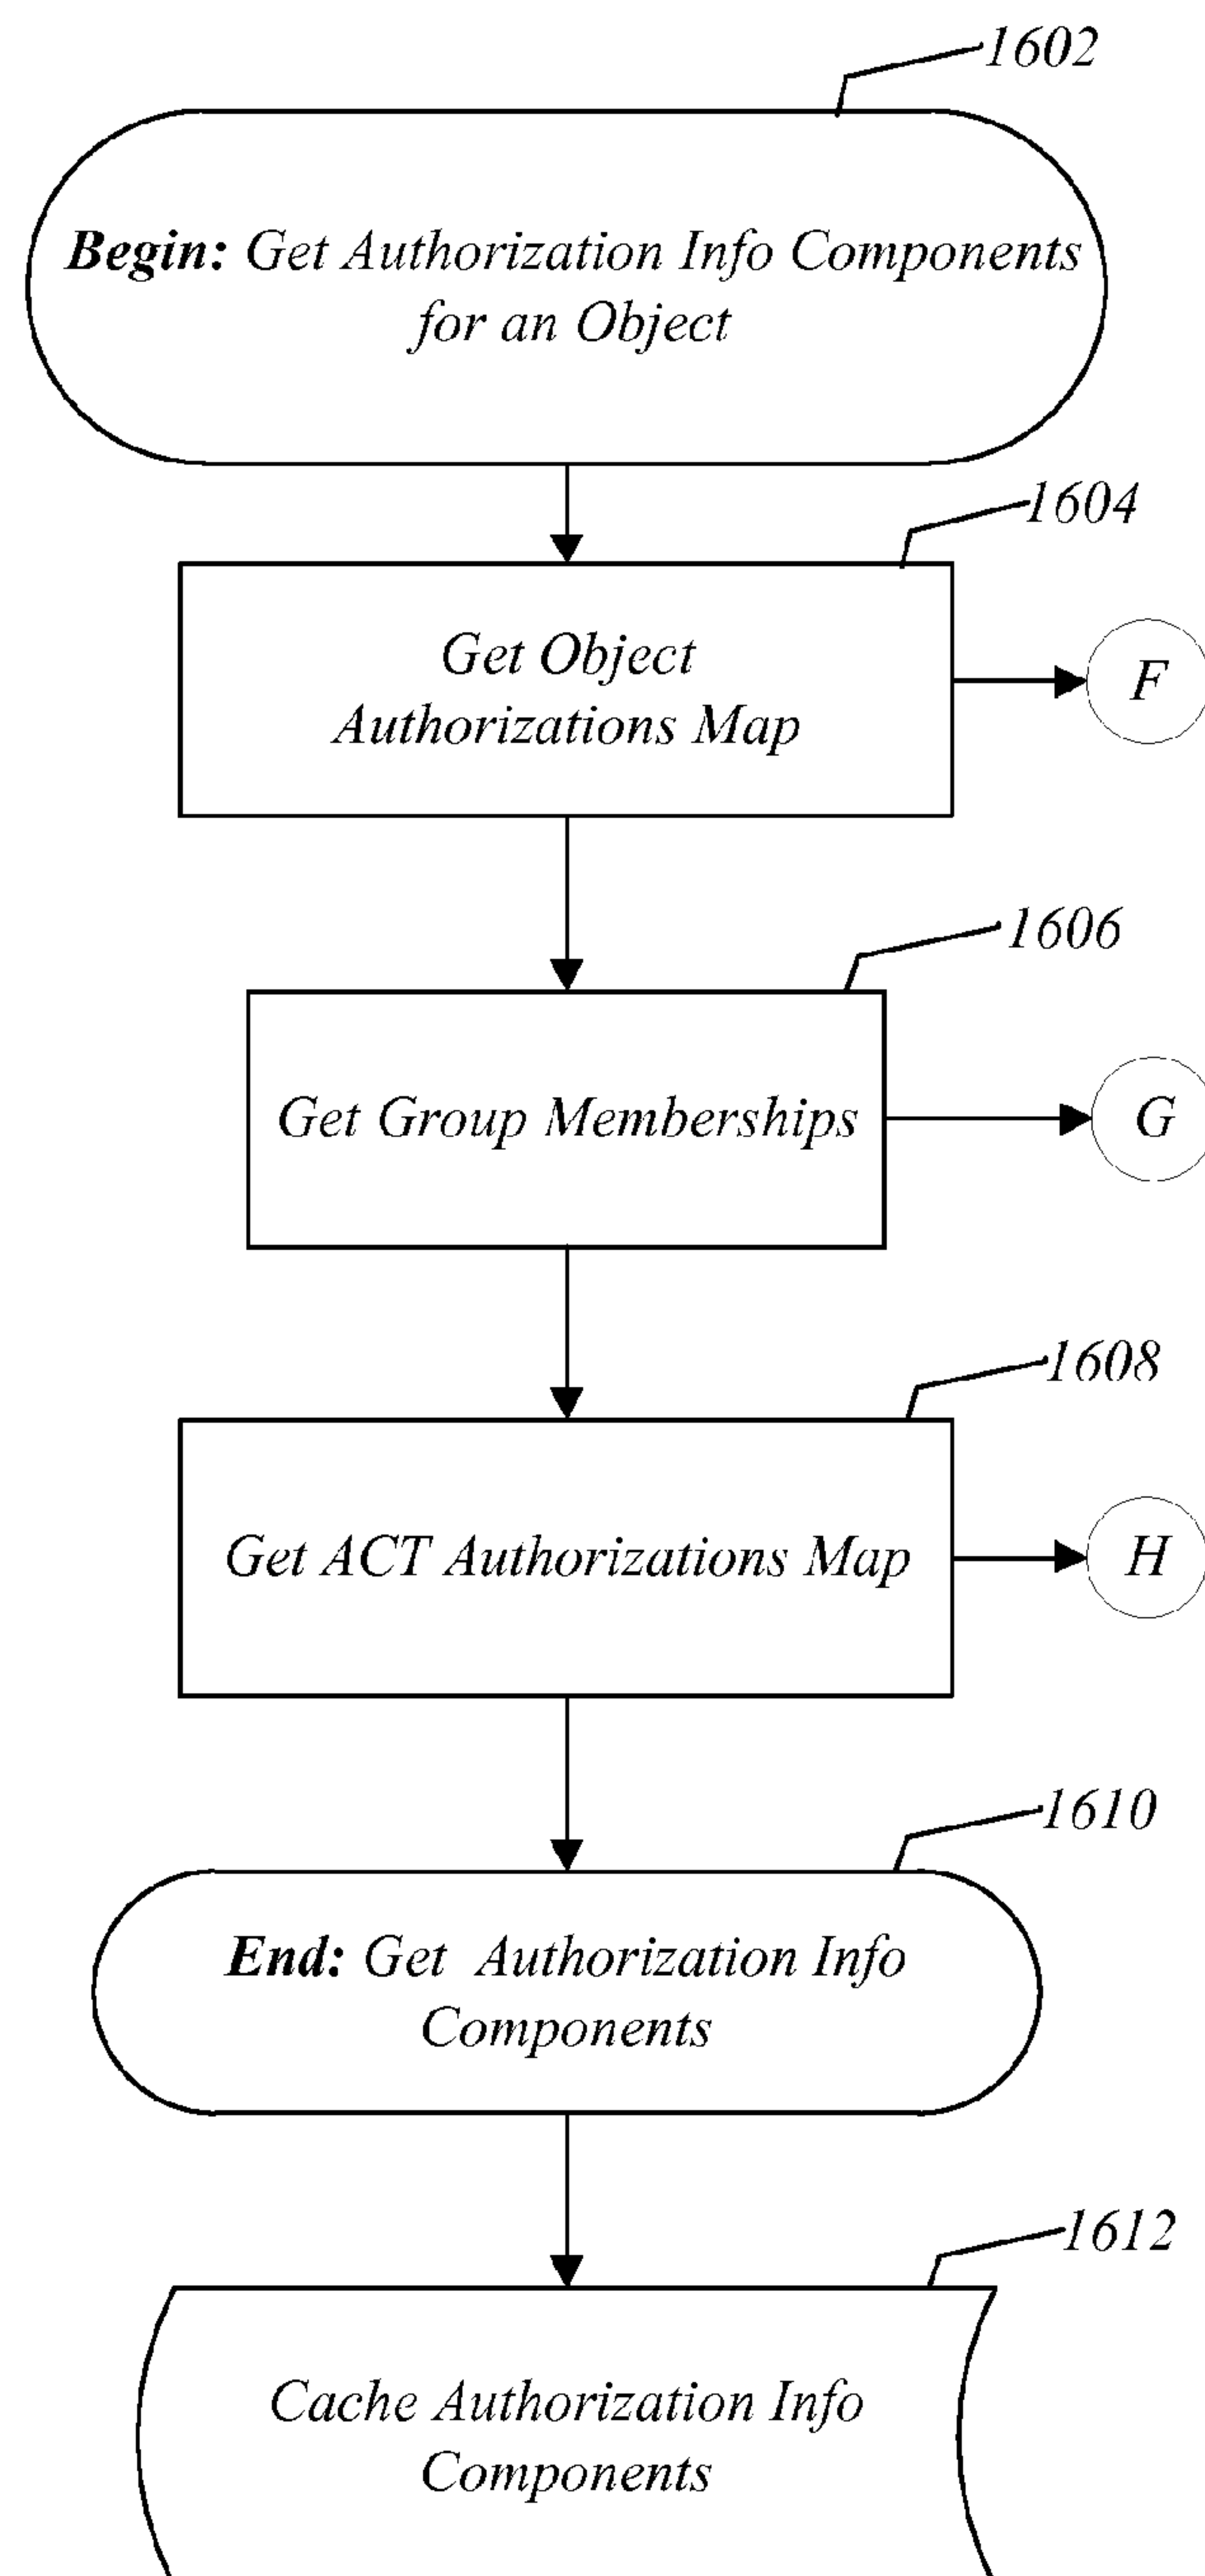 1602
Begin: Get Authorization Info Components
for an Object
1604
Get Object
Authorizations Map
F
1606
Get Group Memberships
G
1608
Get ACT Authorizations Map
H
1610
End: Get Authorization Info
Components
1612
Cache Authorization Info
Components